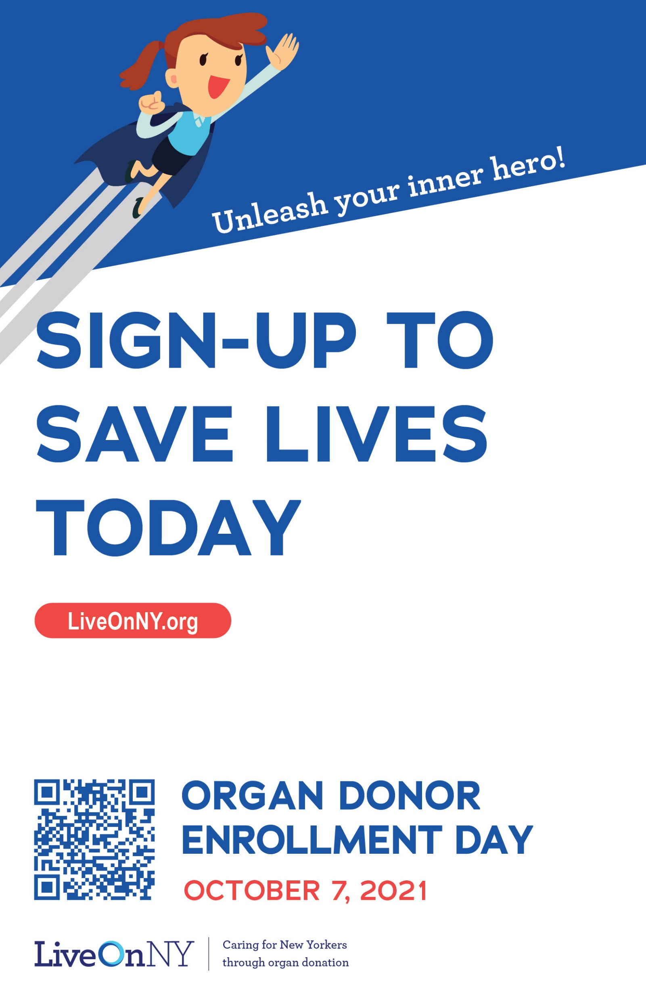 Unleash your inner hero!
SIGN-UP TO
SAVE LIVES
TODAY
LiveOnNY.org
ORGAN DONOR
ENROLLMENT DAY
OCTOBER 7, 2021
LiveOnNY
Caring for New Yorkers
through organ donation